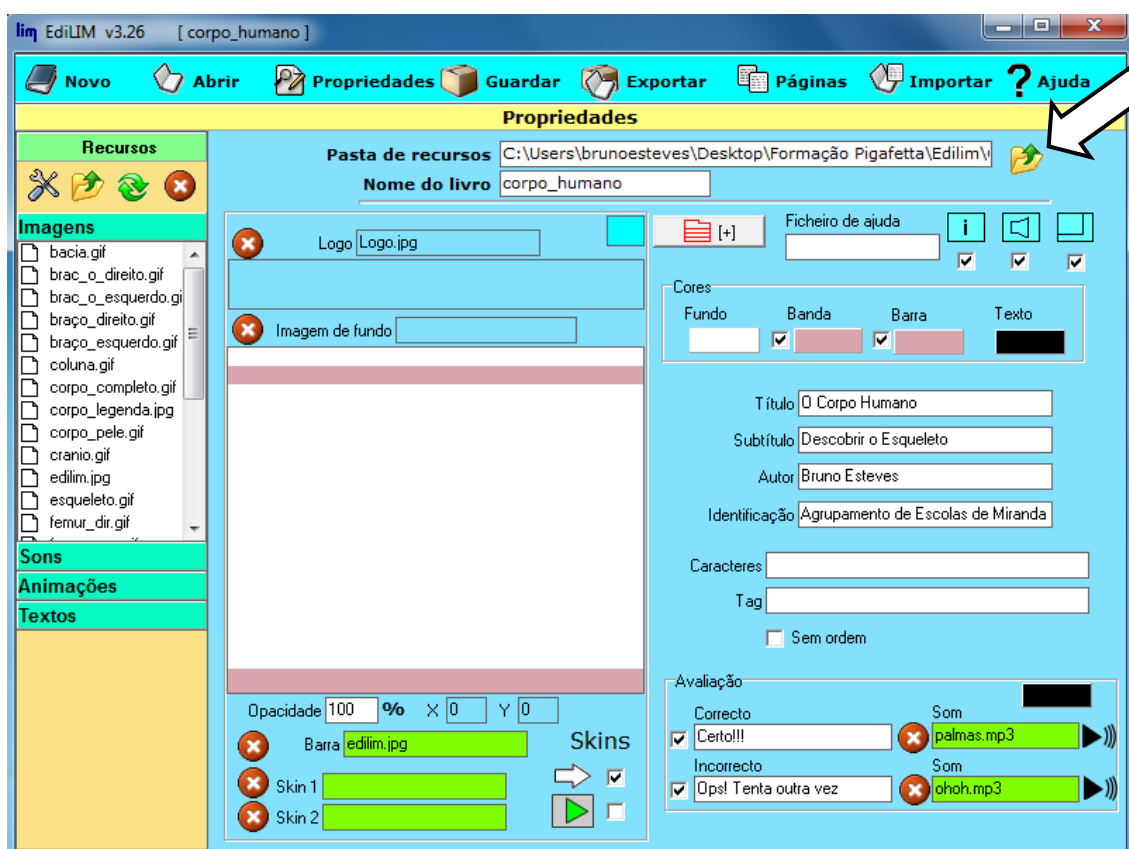 lim EdiLIM v3.26 [ corpo_humano ]
Novo Abrir Propriedades Guardar Exportar Páginas Importar ? Ajuda
Propriedades
Recursos
Pasta de recursos C:\Users\brunoesteves\Desktop\Formação Pigafetta\Edilim\
Nome do livro corpo_humano
Imagens
bacia.gif
brac_o_direito.gif
brac_o_esquerdo.gi
braço_direito.gif
braço_esquerdo.gif
coluna.gif
corpo_completo.gif
corpo_legenda.jpg
corpo_pele.gif
cranio.gif
edilim.jpg
esqueleto.gif
femur_dir.gif
Sons
Animações
Textos
Logo Logo.jpg
Imagem de fundo
Opacidade 100 % X 0 Y 0
Barra edilim.jpg
Skins
Skin 1
Skin 2
[+]
Ficheiro de ajuda
i
Cores
Fundo Banda Barra Texto
Título O Corpo Humano
Subtítulo Descobrir o Esqueleto
Autor Bruno Esteves
Identificação Agrupamento de Escolas de Miranda
Caracteres
Tag
Sem ordem
Avaliação
Correcto Som
Certo!!! palmas.mp3
Incorrecto Som
Ops! Tenta outra vez ohoh.mp3